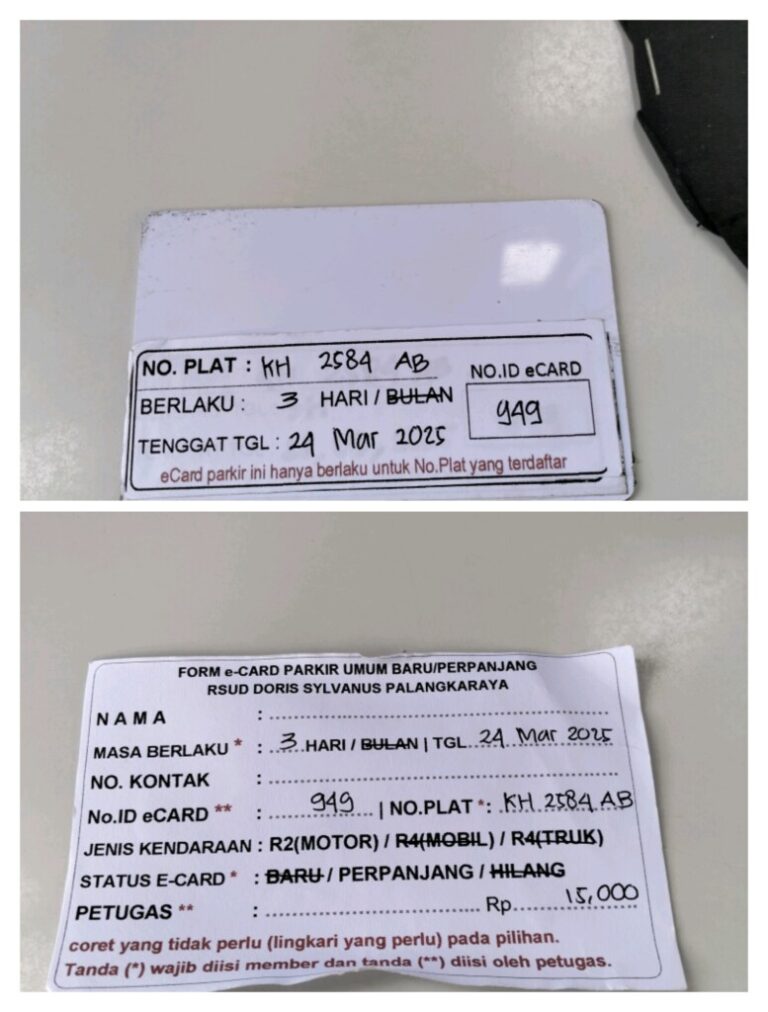 NO. PLAT : KH 2584 AB
BERLAKU : 3 HARI / BULAN
TENGGAT TGL : 24 Mar 2025
NO.ID eCARD
949
eCard parkir ini hanya berlaku untuk No.Plat yang terdaftar
FORM e-CARD PARKIR UMUM BARU/PERPANJANG
RSUD DORIS SYLVANUS PALANGKARAYA
NAMA : ..........
MASA BERLAKU * : 3 HARI / BULAN | TGL 24 Mar 2025
NO. KONTAK : ..........
No.ID eCARD ** : 949 | NO.PLAT *: KH 2584 AB
JENIS KENDARAAN : R2(MOTOR) / R4(MOBIL) / R4(TRUK)
STATUS E-CARD * : BARU / PERPANJANG / HILANG
PETUGAS ** : .......... Rp. 15,000
coret yang tidak perlu (lingkari yang perlu) pada pilihan.
Tanda (*) wajib diisi member dan tanda (**) diisi oleh petugas.